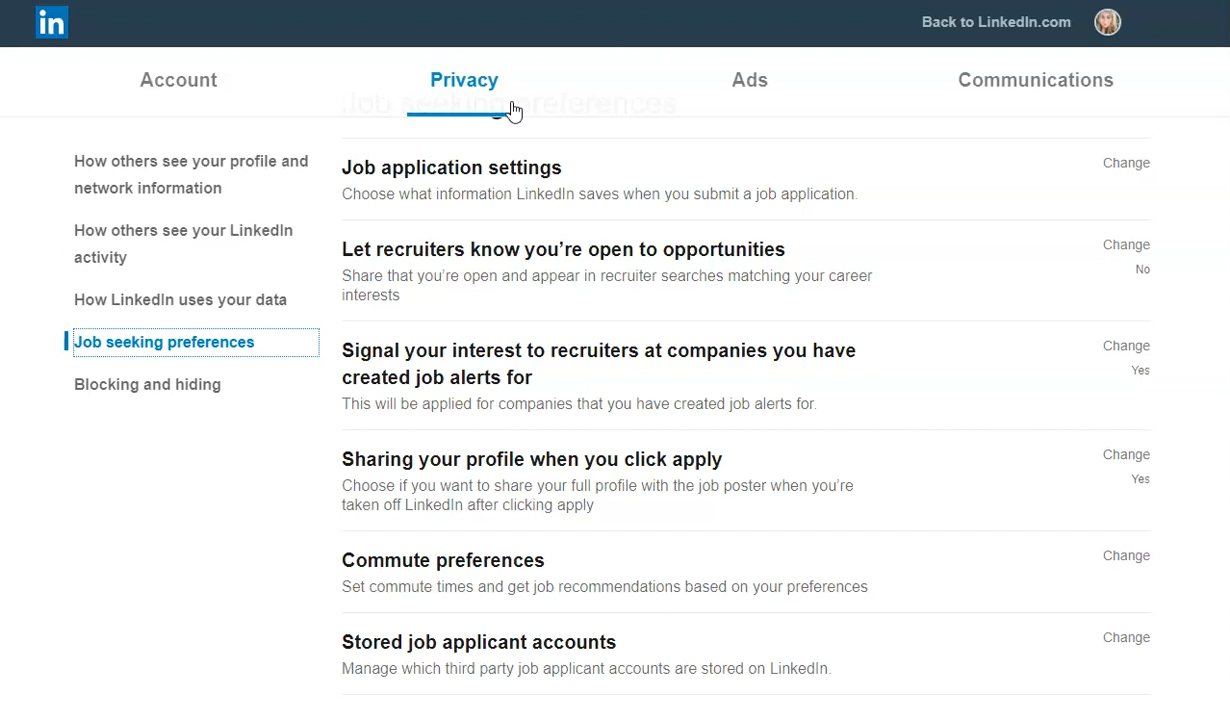 in
Back to LinkedIn.com
Account
Privacy
Ads
Communications
Job seeking preferences
How others see your profile and
network information
How others see your LinkedIn
activity
How LinkedIn uses your data
Job seeking preferences
Blocking and hiding
Job application settings
Change
Choose what information LinkedIn saves when you submit a job application.
Let recruiters know you’re open to opportunities
Change
No
Share that you’re open and appear in recruiter searches matching your career
interests
Signal your interest to recruiters at companies you have
created job alerts for
Change
Yes
This will be applied for companies that you have created job alerts for.
Sharing your profile when you click apply
Change
Yes
Choose if you want to share your full profile with the job poster when you’re
taken off LinkedIn after clicking apply
Commute preferences
Change
Set commute times and get job recommendations based on your preferences
Stored job applicant accounts
Change
Manage which third party job applicant accounts are stored on LinkedIn.